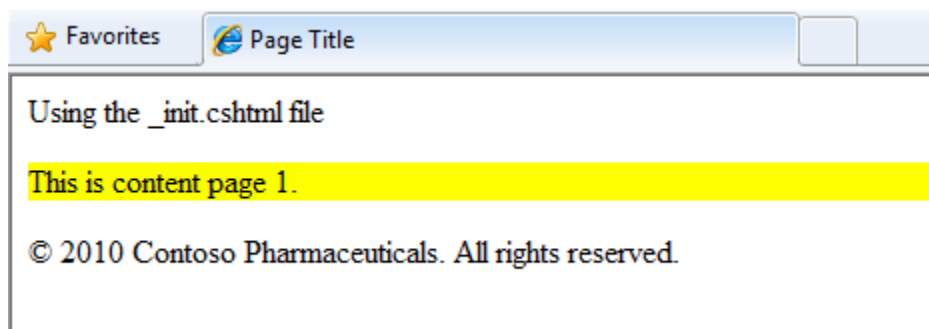 Favorites
Page Title
Using the _init.cshtml file
This is content page 1.
© 2010 Contoso Pharmaceuticals. All rights reserved.